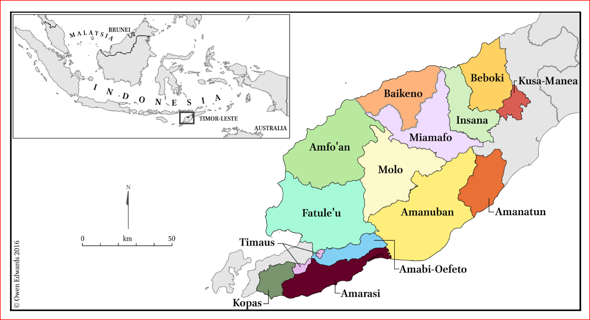 MALAYSIA
BRUNEI
INDONESIA
TIMOR-LESTE
AUSTRALIA
Beboki
Kusa-Manea
Baikeno
Insana
Miamafo
Amfo'an
Molo
N
Fatule'u
Amanuban
Amanatun
0 km 50
Timaus
Amabi-Oefeto
Amarasi
Kopas
© Owen Edwards 2016